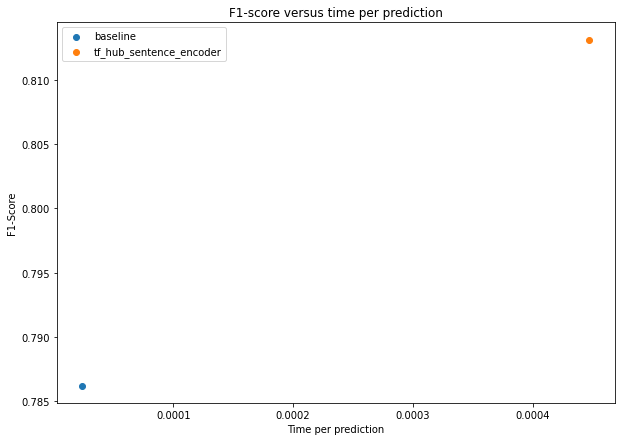 F1-score versus time per prediction
baseline
tf_hub_sentence_encoder
0.810
0.805
0.800
0.795
0.790
0.785
F1-Score
0.0001 0.0002 0.0003 0.0004
Time per prediction